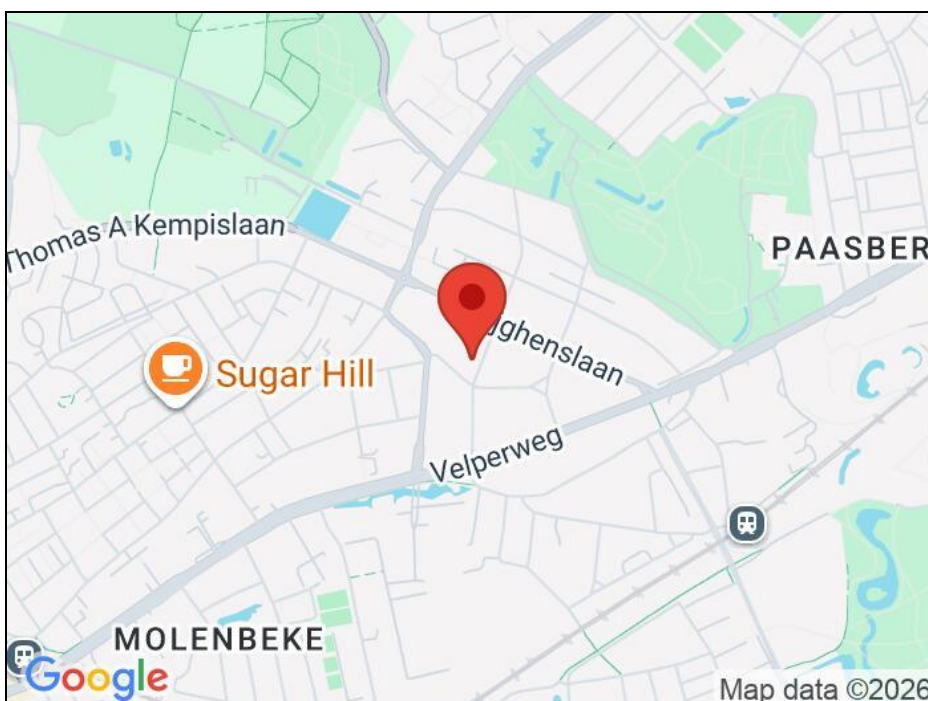 Thomas A Kempislaan
PAASBER
ghenslaan
Sugar Hill
Velperweg
MOLENBEKE
Google
Map data ©2026